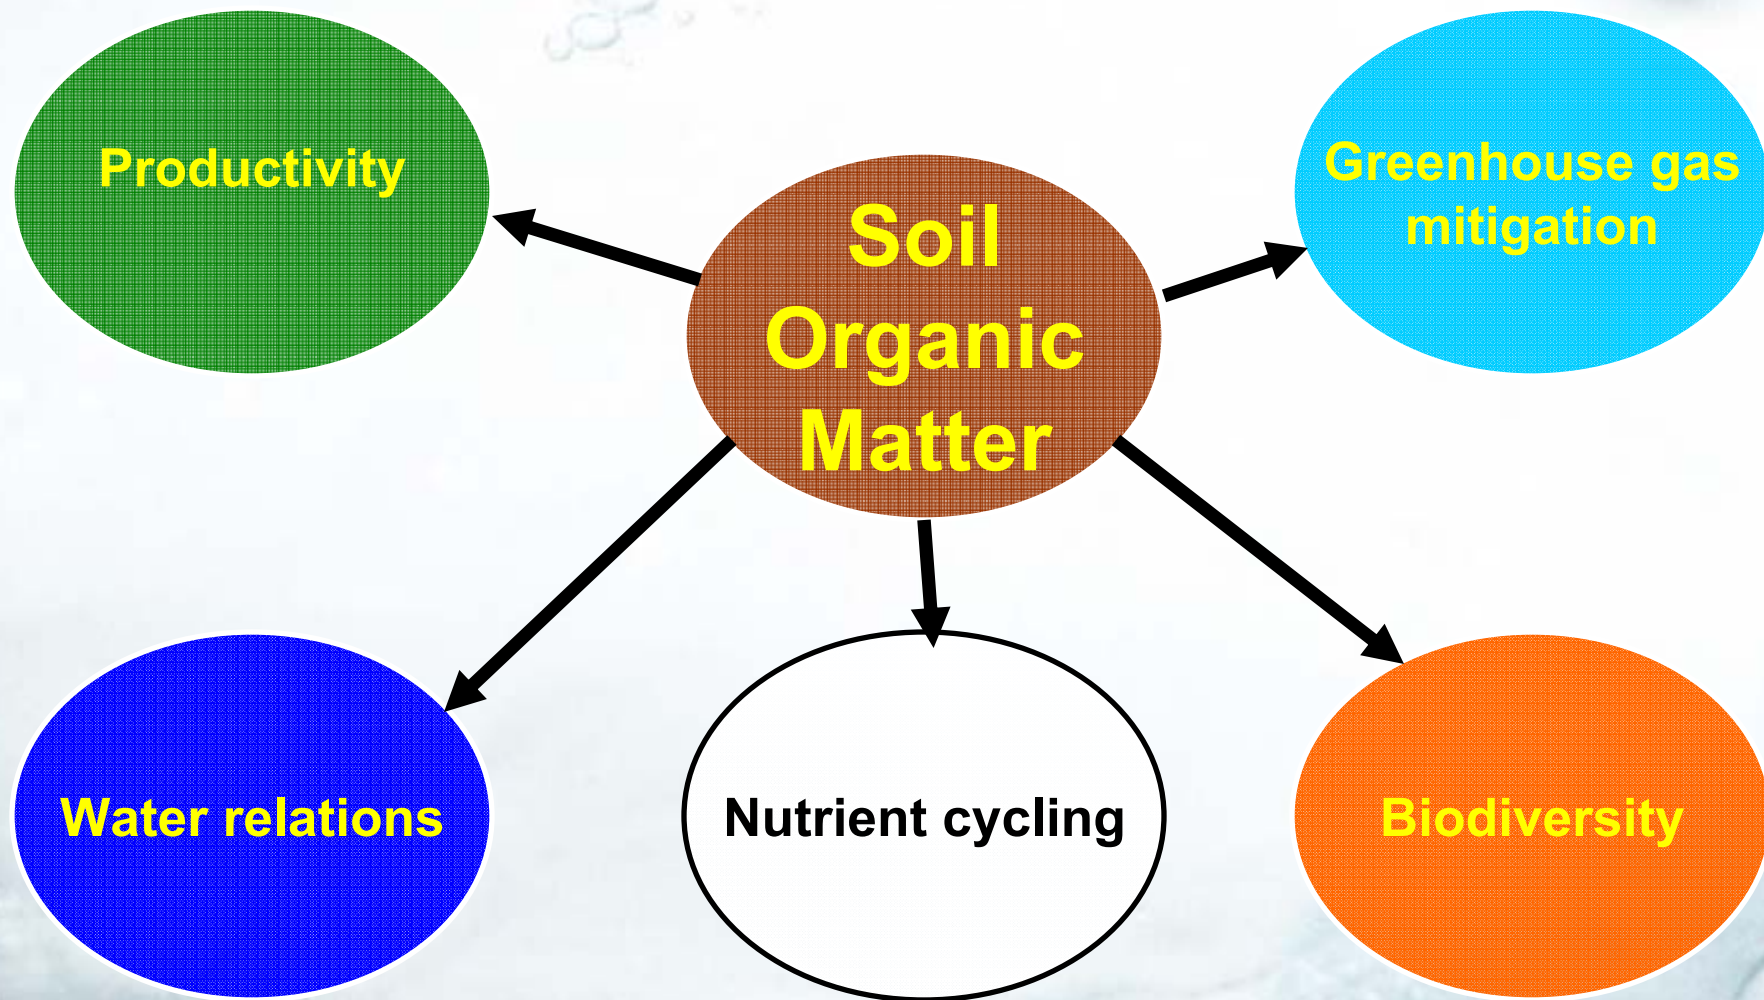 Productivity
Greenhouse gas
mitigation
Soil
Organic
Matter
Water relations
Nutrient cycling
Biodiversity